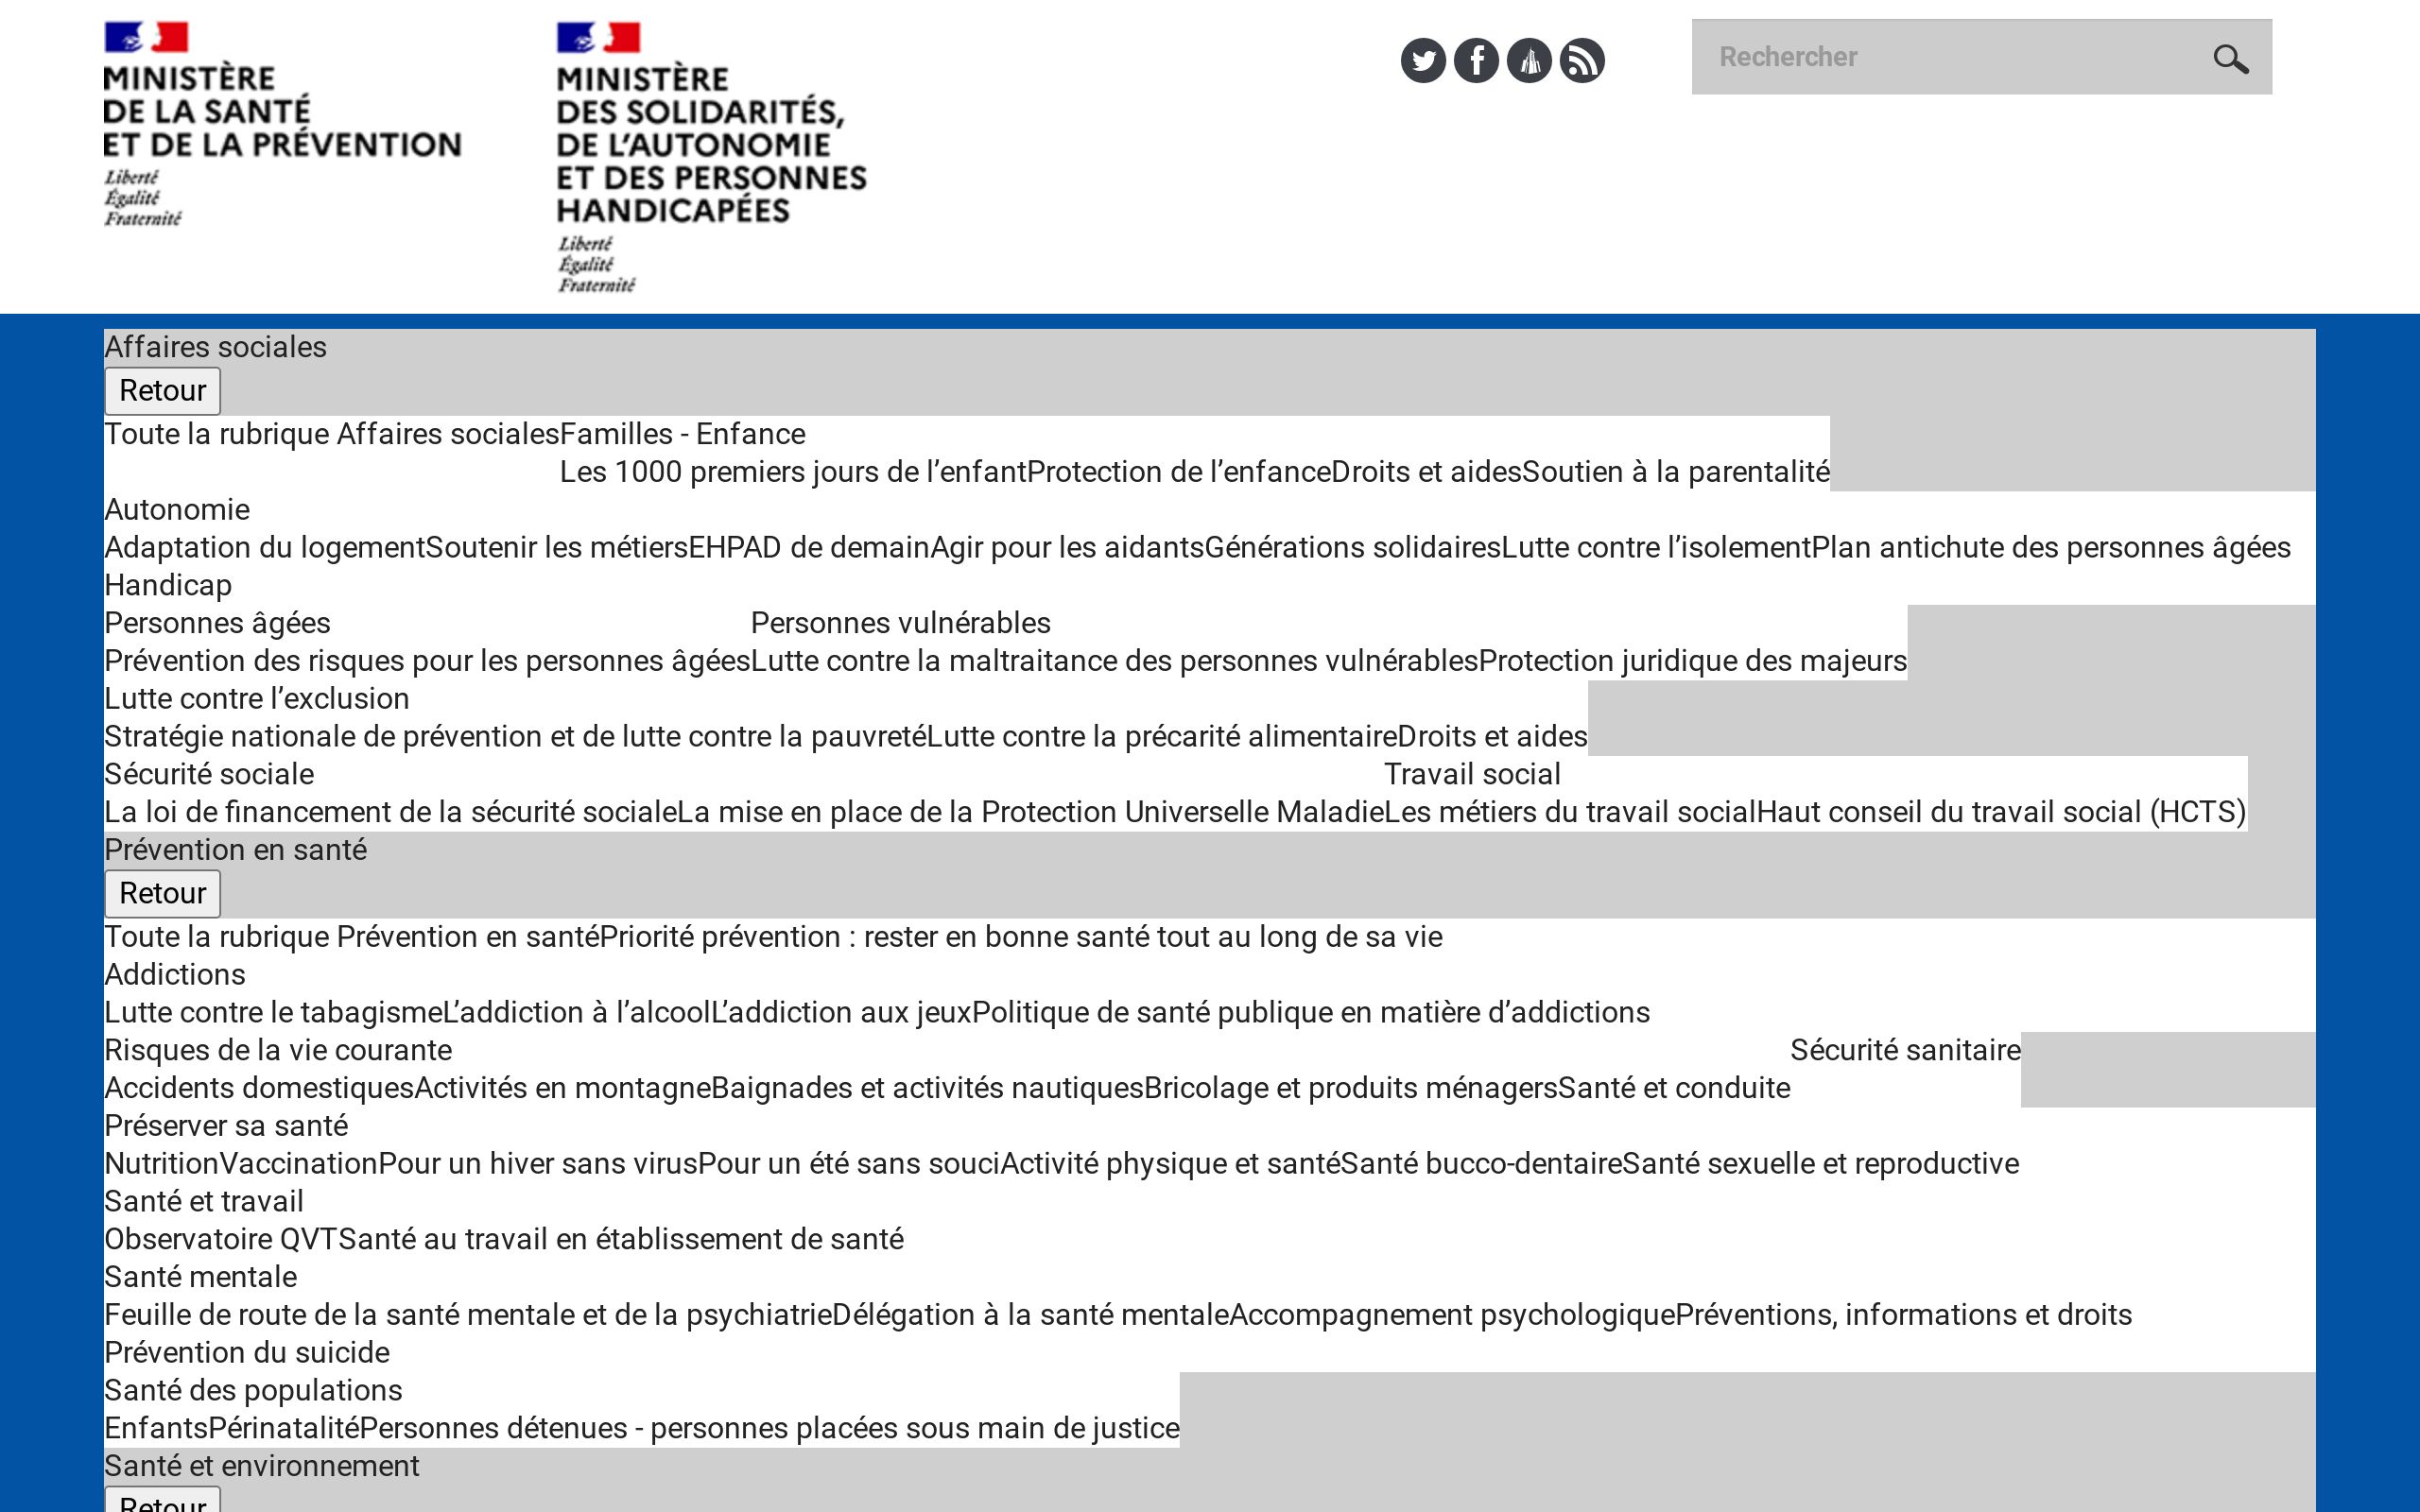 MINISTÈRE
DE LA SANTÉ
ET DE LA PRÉVENTION
Liberté
Égalité
Fraternité
MINISTÈRE
DES SOLIDARITÉS,
DE L'AUTONOMIE
ET DES PERSONNES
HANDICAPÉES
Liberté
Égalité
Fraternité
Rechercher
Affaires sociales
Retour
Toute la rubrique Affaires socialesFamilles - Enfance
Les 1000 premiers jours de l’enfantProtection de l’enfanceDroits et aidesSoutien à la parentalité
Autonomie
Adaptation du logementSoutenir les métiersEHPAD de demainAgir pour les aidantsGénérations solidairesLutte contre l’isolementPlan antichute des personnes âgées
Handicap
Personnes âgées Personnes vulnérables
Prévention des risques pour les personnes âgéesLutte contre la maltraitance des personnes vulnérablesProtection juridique des majeurs
Lutte contre l’exclusion
Stratégie nationale de prévention et de lutte contre la pauvretéLutte contre la précarité alimentaireDroits et aides
Sécurité sociale Travail social
La loi de financement de la sécurité socialeLa mise en place de la Protection Universelle MaladieLes métiers du travail socialHaut conseil du travail social (HCTS)
Prévention en santé
Retour
Toute la rubrique Prévention en santéPriorité prévention : rester en bonne santé tout au long de sa vie
Addictions
Lutte contre le tabagismeL’addiction à l’alcoolL’addiction aux jeuxPolitique de santé publique en matière d’addictions
Risques de la vie courante Sécurité sanitaire
Accidents domestiquesActivités en montagneBaignades et activités nautiquesBricolage et produits ménagersSanté et conduite
Préserver sa santé
NutritionVaccinationPour un hiver sans virusPour un été sans souciActivité physique et santéSanté bucco-dentaireSanté sexuelle et reproductive
Santé et travail
Observatoire QVTSanté au travail en établissement de santé
Santé mentale
Feuille de route de la santé mentale et de la psychiatrieDélégation à la santé mentaleAccompagnement psychologiquePréventions, informations et droits
Prévention du suicide
Santé des populations
EnfantsPérinatalitéPersonnes détenues - personnes placées sous main de justice
Santé et environnement
Retour